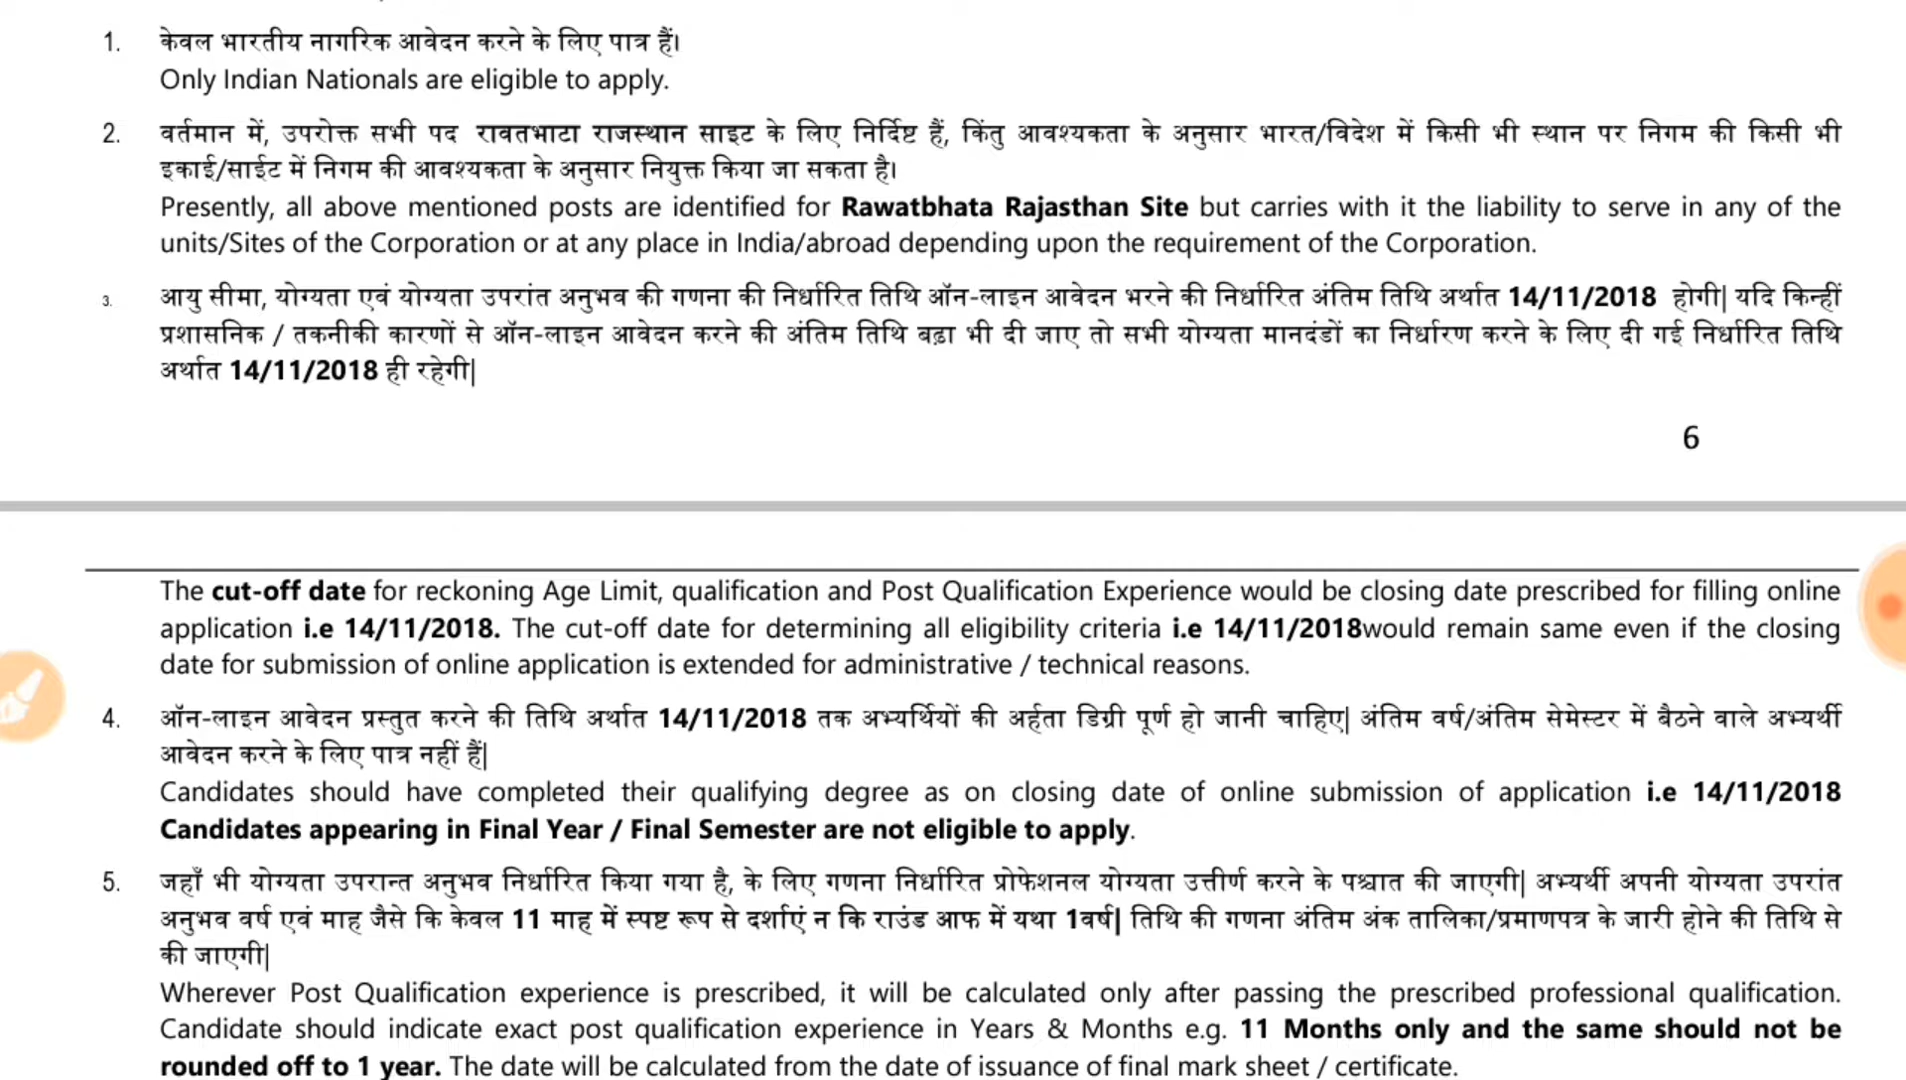 1. केवल भारतीय नागरिक आवेदन करने के लिए पात्र हैं।
Only Indian Nationals are eligible to apply.
2. वर्तमान में, उपरोक्त सभी पद रावतभाटा राजस्थान साइट के लिए निर्दिष्ट हैं, किंतु आवश्यकता के अनुसार भारत/विदेश में किसी भी स्थान पर निगम की किसी भी
इकाई/साईट में निगम की आवश्यकता के अनुसार नियुक्त किया जा सकता है।
Presently, all above mentioned posts are identified for Rawatbhata Rajasthan Site but carries with it the liability to serve in any of the
units/Sites of the Corporation or at any place in India/abroad depending upon the requirement of the Corporation.
3. आयु सीमा, योग्यता एवं योग्यता उपरांत अनुभव की गणना की निर्धारित तिथि ऑन-लाइन आवेदन भरने की निर्धारित अंतिम तिथि अर्थात 14/11/2018 होगी| यदि किन्हीं
प्रशासनिक / तकनीकी कारणों से ऑन-लाइन आवेदन करने की अंतिम तिथि बढ़ा भी दी जाए तो सभी योग्यता मानदंडों का निर्धारण करने के लिए दी गई निर्धारित तिथि
अर्थात 14/11/2018 ही रहेगी|
6
The cut-off date for reckoning Age Limit, qualification and Post Qualification Experience would be closing date prescribed for filling online
application i.e 14/11/2018. The cut-off date for determining all eligibility criteria i.e 14/11/2018would remain same even if the closing
date for submission of online application is extended for administrative / technical reasons.
4. ऑन-लाइन आवेदन प्रस्तुत करने की तिथि अर्थात 14/11/2018 तक अभ्यर्थियों की अर्हता डिग्री पूर्ण हो जानी चाहिए| अंतिम वर्ष/अंतिम सेमेस्टर में बैठने वाले अभ्यर्थी
आवेदन करने के लिए पात्र नहीं हैं|
Candidates should have completed their qualifying degree as on closing date of online submission of application i.e 14/11/2018
Candidates appearing in Final Year / Final Semester are not eligible to apply.
5. जहाँ भी योग्यता उपरान्त अनुभव निर्धारित किया गया है, के लिए गणना निर्धारित प्रोफेशनल योग्यता उत्तीर्ण करने के पश्चात की जाएगी| अभ्यर्थी अपनी योग्यता उपरांत
अनुभव वर्ष एवं माह जैसे कि केवल 11 माह में स्पष्ट रूप से दर्शाएं न कि राउंड आफ में यथा 1वर्ष| तिथि की गणना अंतिम अंक तालिका/प्रमाणपत्र के जारी होने की तिथि से
की जाएगी|
Wherever Post Qualification experience is prescribed, it will be calculated only after passing the prescribed professional qualification.
Candidate should indicate exact post qualification experience in Years & Months e.g. 11 Months only and the same should not be
rounded off to 1 year. The date will be calculated from the date of issuance of final mark sheet / certificate.